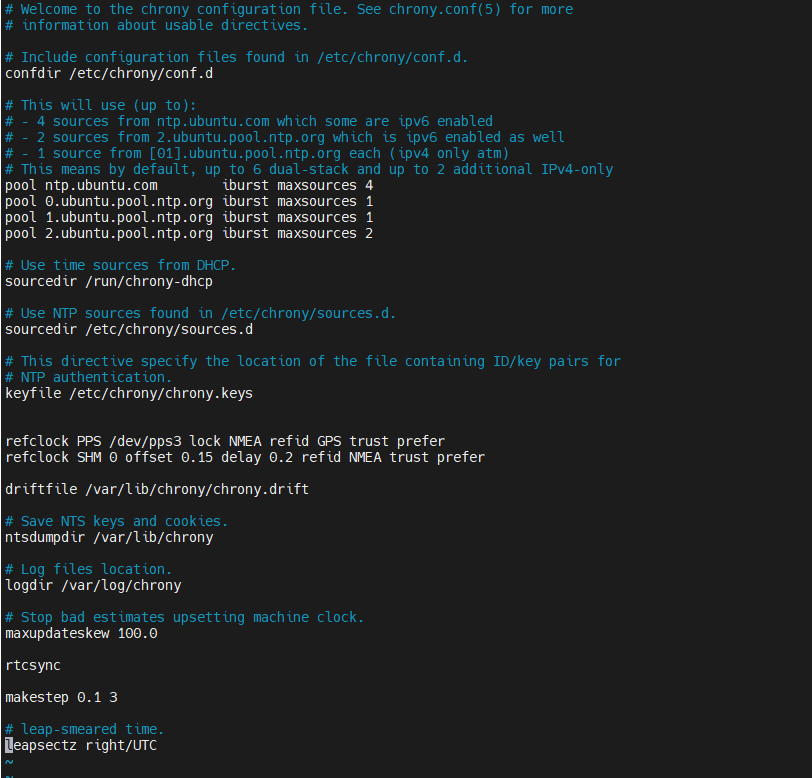 # Welcome to the chrony configuration file. See chrony.conf(5) for more
# information about usable directives.
# Include configuration files found in /etc/chrony/conf.d.
confdir /etc/chrony/conf.d
# This will use (up to):
# - 4 sources from ntp.ubuntu.com which some are ipv6 enabled
# - 2 sources from 2.ubuntu.pool.ntp.org which is ipv6 enabled as well
# - 1 source from [01].ubuntu.pool.ntp.org each (ipv4 only atm)
# This means by default, up to 6 dual-stack and up to 2 additional IPv4-only
pool ntp.ubuntu.com        iburst maxsources 4
pool 0.ubuntu.pool.ntp.org iburst maxsources 1
pool 1.ubuntu.pool.ntp.org iburst maxsources 1
pool 2.ubuntu.pool.ntp.org iburst maxsources 2
# Use time sources from DHCP.
sourcedir /run/chrony-dhcp
# Use NTP sources found in /etc/chrony/sources.d.
sourcedir /etc/chrony/sources.d
# This directive specify the location of the file containing ID/key pairs for
# NTP authentication.
keyfile /etc/chrony/chrony.keys
refclock PPS /dev/pps3 lock NMEA refid GPS trust prefer
refclock SHM 0 offset 0.15 delay 0.2 refid NMEA trust prefer
driftfile /var/lib/chrony/chrony.drift
# Save NTS keys and cookies.
ntsdumpdir /var/lib/chrony
# Log files location.
logdir /var/log/chrony
# Stop bad estimates upsetting machine clock.
maxupdateskew 100.0
rtcsync
makestep 0.1 3
# leap-smeared time.
leapsectz right/UTC
~
~